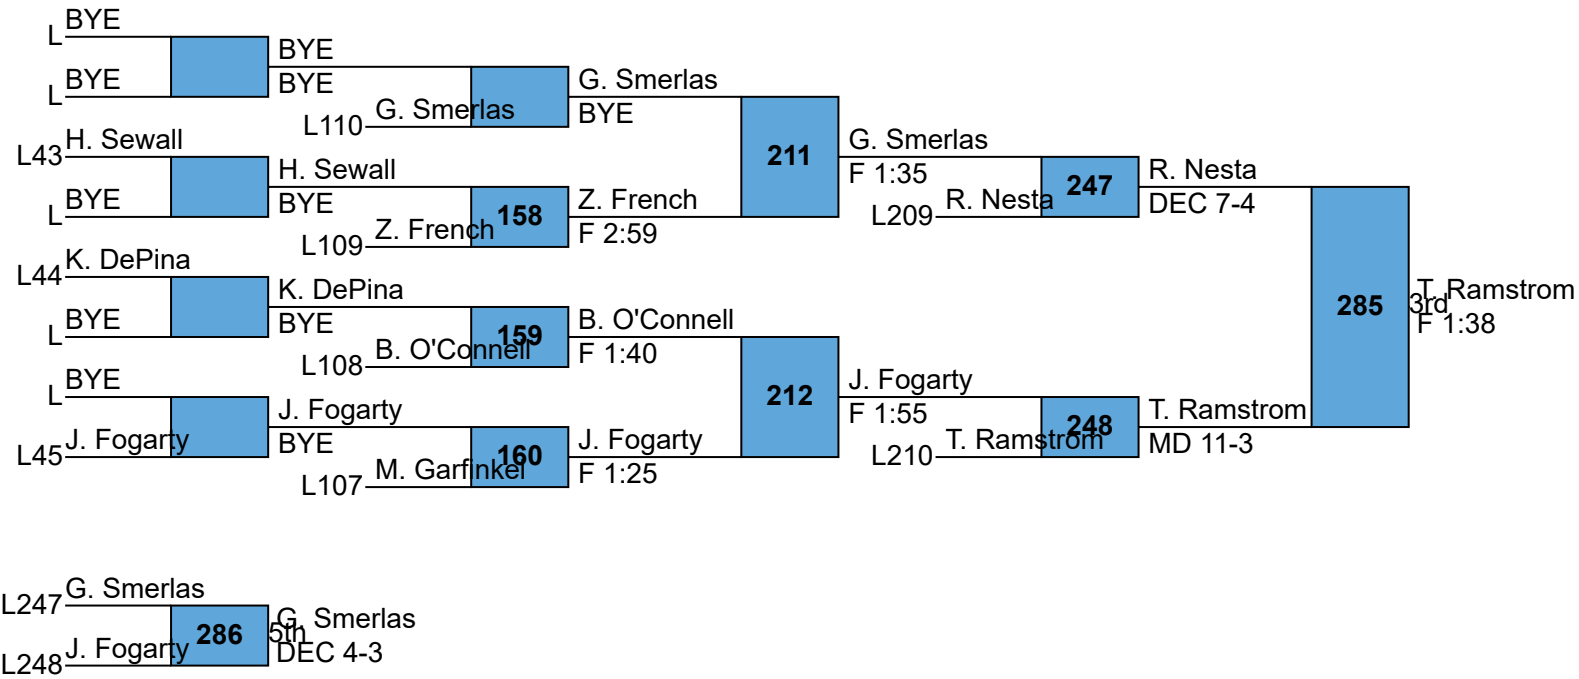 L BYE
L BYE
BYE
BYE
L110 G. Smerlas
G. Smerlas
BYE
L43 H. Sewall
L BYE
H. Sewall
BYE
L109 Z. French
158
Z. French
F 2:59
211
G. Smerlas
F 1:35
L209 R. Nesta
247
R. Nesta
DEC 7-4
L44 K. DePina
L BYE
K. DePina
BYE
L108 B. O'Connell
159
B. O'Connell
F 1:40
L BYE
L45 J. Fogarty
J. Fogarty
BYE
L107 M. Garfinkel
160
J. Fogarty
F 1:25
212
J. Fogarty
F 1:55
L210 T. Ramstrom
248
T. Ramstrom
MD 11-3
285
3rd
T. Ramstrom
F 1:38
L247 G. Smerlas
L248 J. Fogarty
286
5th
G. Smerlas
DEC 4-3